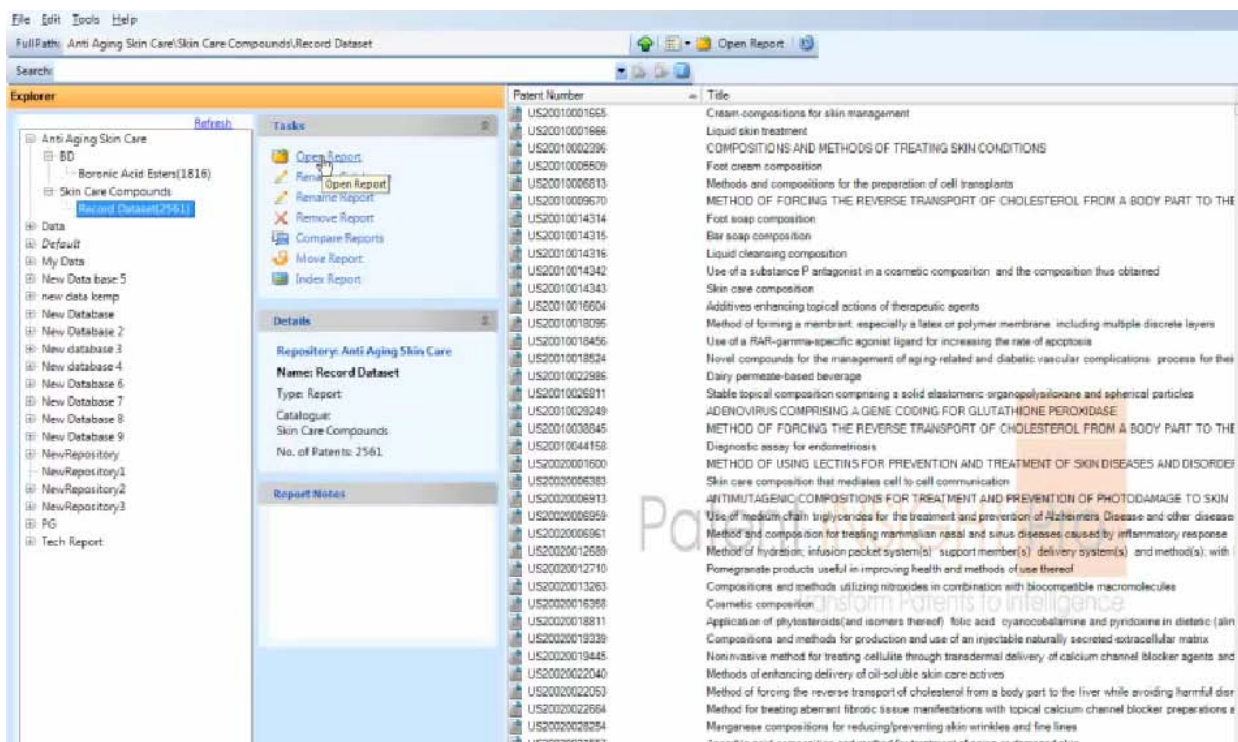 File Edit Tools Help
FullPath: Anti Aging Skin Care\Skin Care Compounds\Record Dataset
Open Report
Search:
Explorer
Refresh
Anti Aging Skin Care
BD
Boronic Acid Esters(1816)
Skin Care Compounds
Record Dataset(2561)
Data
Default
My Data
New Data base 5
new data kemp
New Database
New Database 2
New database 3
New database 4
New Database 6
New Database 7
New Database 8
New Database 9
NewRepository
NewRepository1
NewRepository2
NewRepository3
PG
Tech Report
Tasks
Open Report
Open Report
Rename Report
Remove Report
Compare Reports
Move Report
Index Report
Details
Repository: Anti Aging Skin Care
Name: Record Dataset
Type: Report
Catalogue:
Skin Care Compounds
No. of Patents: 2561
Report Notes
Patent Number Title
US20010001665 Cream compositions for skin management
US20010001666 Liquid skin treatment
US20010002396 COMPOSITIONS AND METHODS OF TREATING SKIN CONDITIONS
US20010005509 Foot cream composition
US20010006813 Methods and compositions for the preparation of cell transplants
US20010009670 METHOD OF FORCING THE REVERSE TRANSPORT OF CHOLESTEROL FROM A BODY PART TO THE
US20010014314 Foot soap composition
US20010014315 Bar soap composition
US20010014316 Liquid cleansing composition
US20010014342 Use of a substance P antagonist in a cosmetic composition and the composition thus obtained
US20010014343 Skin care composition
US20010016604 Additives enhancing topical actions of therapeutic agents
US20010018095 Method of forming a membrant especially a latex or polymer membrane including multiple discrete layers
US20010018456 Use of a RAR-gamma-specific agonist ligand for increasing the rate of apoptosis
US20010018524 Novel compounds for the management of aging-related and diabetic vascular complications process for thei
US20010022986 Dairy permeate-based beverage
US20010026811 Stable topical composition comprising a solid elastomeric organopolysiloxane and spherical particles
US20010029249 ADENOVIRUS COMPRISING A GENE CODING FOR GLUTATHIONE PEROXIDASE
US20010038845 METHOD OF FORCING THE REVERSE TRANSPORT OF CHOLESTEROL FROM A BODY PART TO THE
US20010044158 Diagnostic assay for endometriosis
US20020001600 METHOD OF USING LECTINS FOR PREVENTION AND TREATMENT OF SKIN DISEASES AND DISORDER
US20020006383 Skin care composition that mediates cell to cell communication
US20020006913 ANTIMUTAGENIC COMPOSITIONS FOR TREATMENT AND PREVENTION OF PHOTODAMAGE TO SKIN
US20020006959 Use of medium chain triglycerides for the treatment and prevention of Alzheimers Disease and other disease
US20020006961 Method and composition for treating mammalian nasal and sinus diseases caused by inflammatory response
US20020012589 Method of hydration; infusion packet system(s) support member(s) delivery system(s) and method(s); with
US20020012710 Pomegranate products useful in improving health and methods of use thereof
US20020013263 Compositions and methods utilizing nitroxides in combination with biocompatible macromolecules
US20020016358 Cosmetic composition
US20020018811 Application of phytosteroids(and isomers thereof) folic acid cyanocobalamine and pyridoxine in dietetic (alin
US20020019339 Compositions and methods for production and use of an injectable naturally secreted extracellular matrix
US20020019445 Noninvasive method for treating cellulite through transdermal delivery of calcium channel blocker agents and
US20020022040 Methods of enhancing delivery of oil-soluble skin care actives
US20020022053 Method of forcing the reverse transport of cholesterol from a body part to the liver while avoiding harmful disr
US20020022664 Method for treating aberrant fibrotic tissue manifestations with topical calcium channel blocker preparations a
US20020028254 Manganese compositions for reducing/preventing skin wrinkles and fine lines
Transform Patents to Intelligence